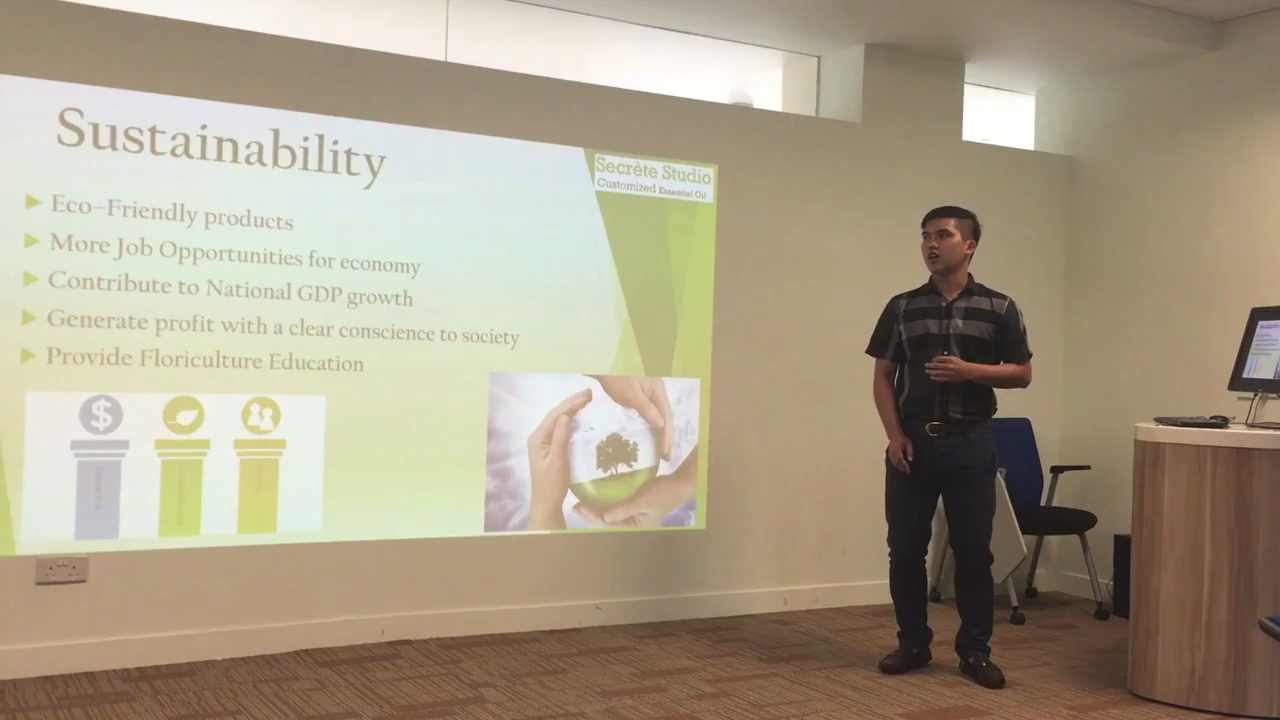 Sustainability
Secrète Studio
Customized Essential Oil
Eco-Friendly products
More Job Opportunities for economy
Contribute to National GDP growth
Generate profit with a clear conscience to society
Provide Floriculture Education
$